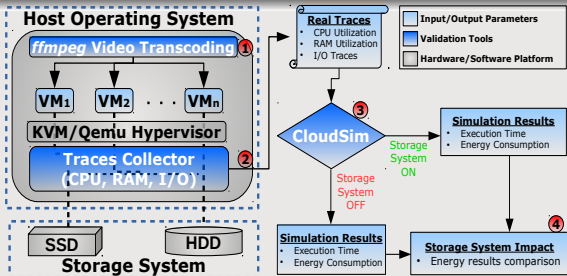 Host Operating System
ffmpeg Video Transcoding
1
VM1
VM2
. . .
VMn
KVM/Qemu Hypervisor
Traces Collector
(CPU, RAM, I/O)
2
SSD
HDD
Storage System
Real Traces
• CPU Utilization
• RAM Utilization
• I/O Traces
3
CloudSim
Storage
System
ON
Storage
System
OFF
Simulation Results
• Execution Time
• Energy Consumption
Simulation Results
• Execution Time
• Energy Consumption
4
Storage System Impact
• Energy results comparison
Input/Output Parameters
Validation Tools
Hardware/Software Platform